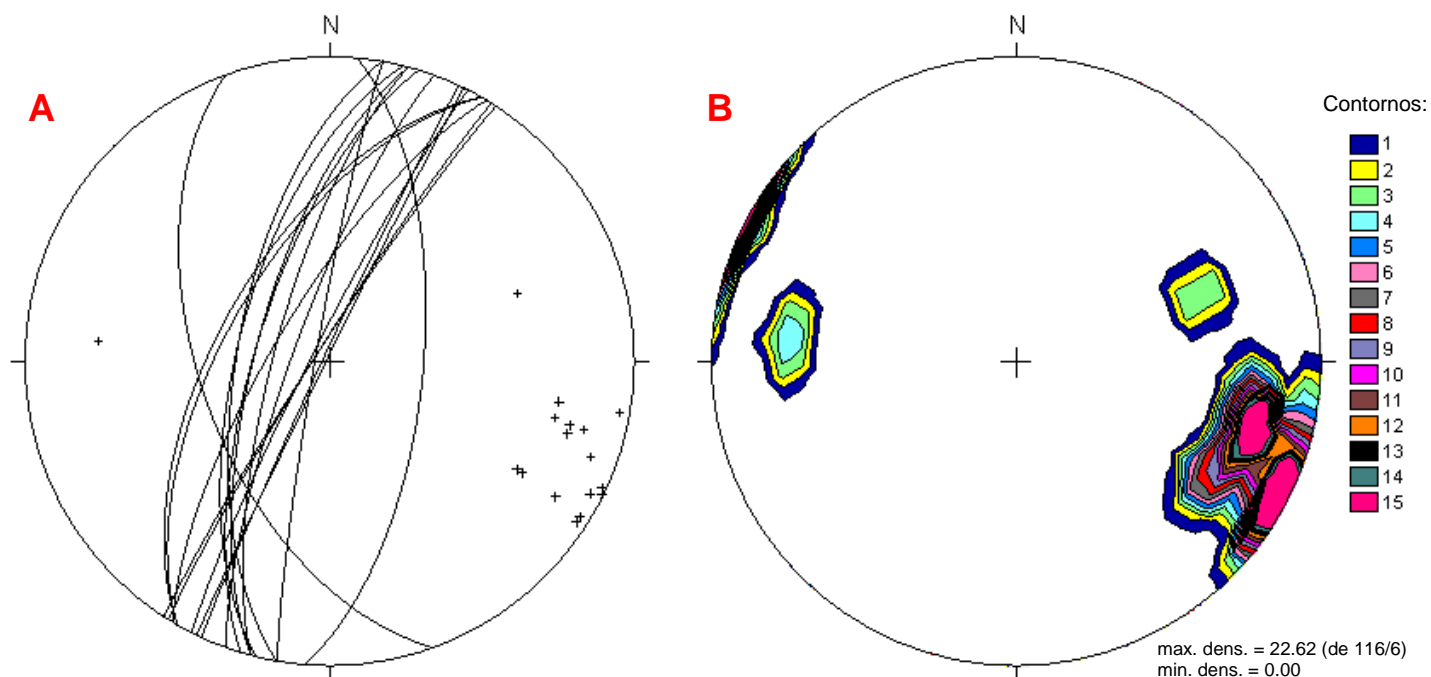 N
A
N
B
Contornos:
1
2
3
4
5
6
7
8
9
10
11
12
13
14
15
max. dens. = 22.62 (de 116/6)
min. dens. = 0.00